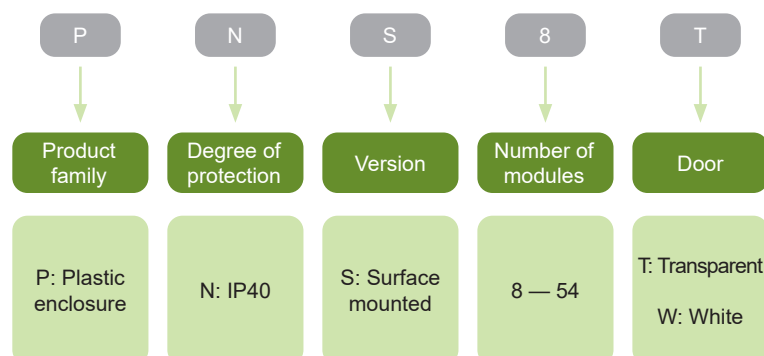 P
N
S
8
T
Product
family
Degree of
protection
Version
Number of
modules
Door
P: Plastic
enclosure
N: IP40
S: Surface
mounted
8 — 54
T: Transparent
W: White